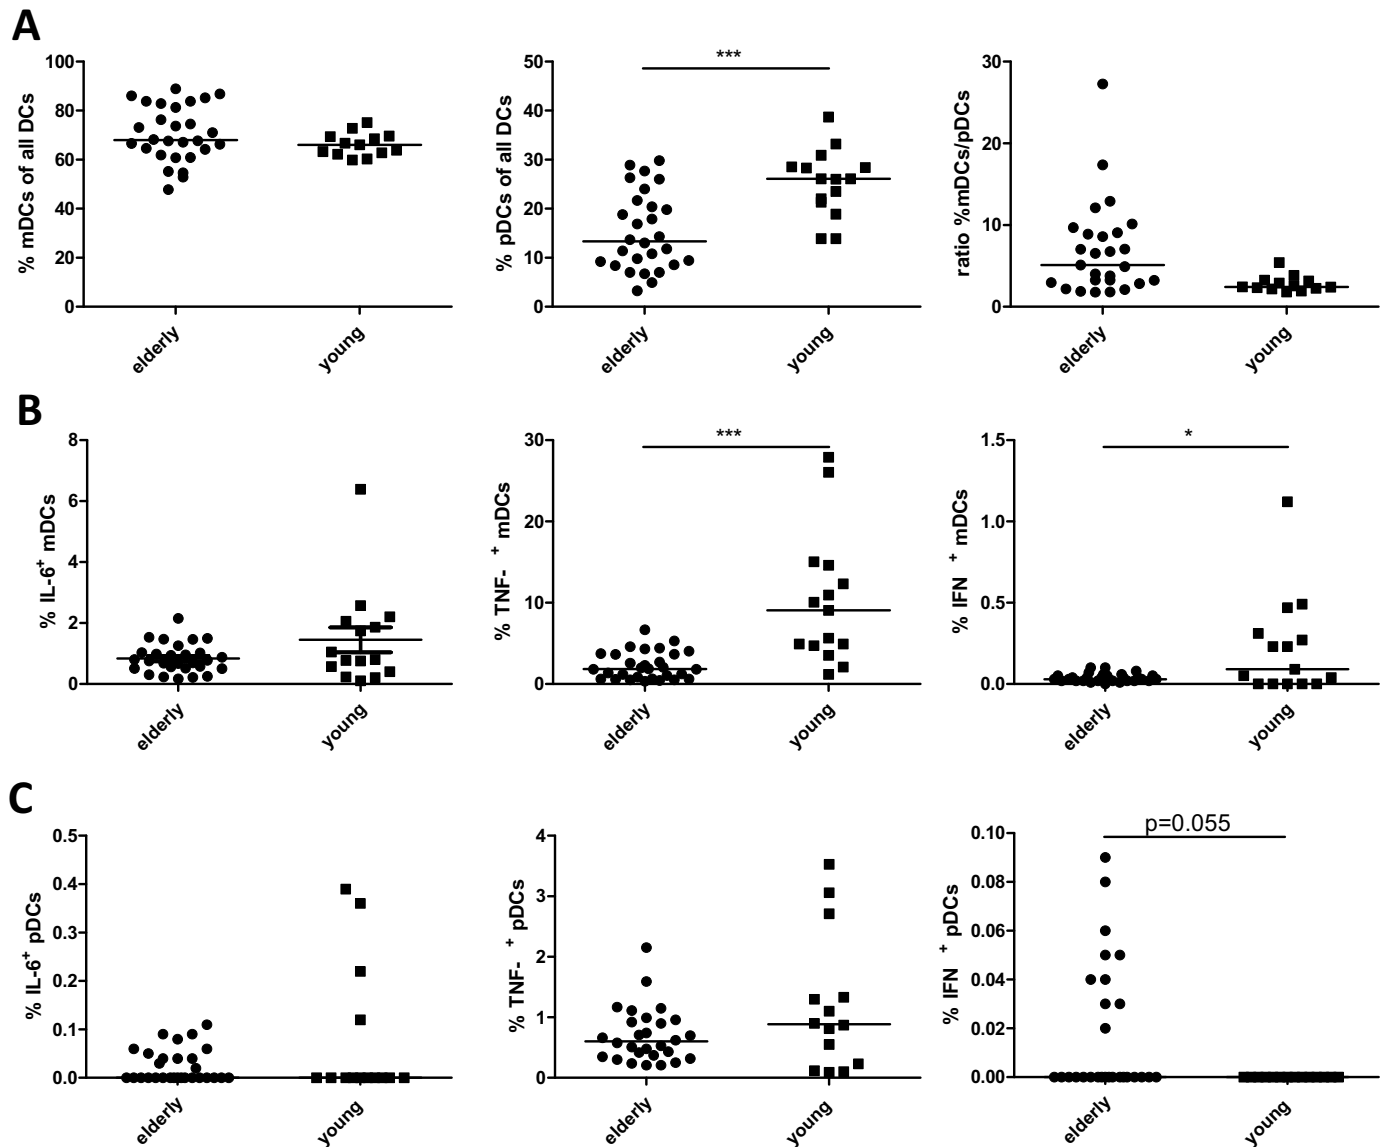 A
% mDCs of all DCs
100
80
60
40
20
0
elderly
young
% pDCs of all DCs
50
40
30
20
10
0
***
elderly
young
ratio %mDCs/pDCs
30
20
10
0
elderly
young
B
% IL-6+ mDCs
8
6
4
2
0
elderly
young
% TNF- + mDCs
30
20
10
0
***
elderly
young
% IFN + mDCs
1.5
1.0
0.5
0.0
*
elderly
young
C
% IL-6+ pDCs
0.5
0.4
0.3
0.2
0.1
0.0
elderly
young
% TNF- + pDCs
4
3
2
1
0
elderly
young
% IFN + pDCs
0.10
0.08
0.06
0.04
0.02
0.00
p=0.055
elderly
young